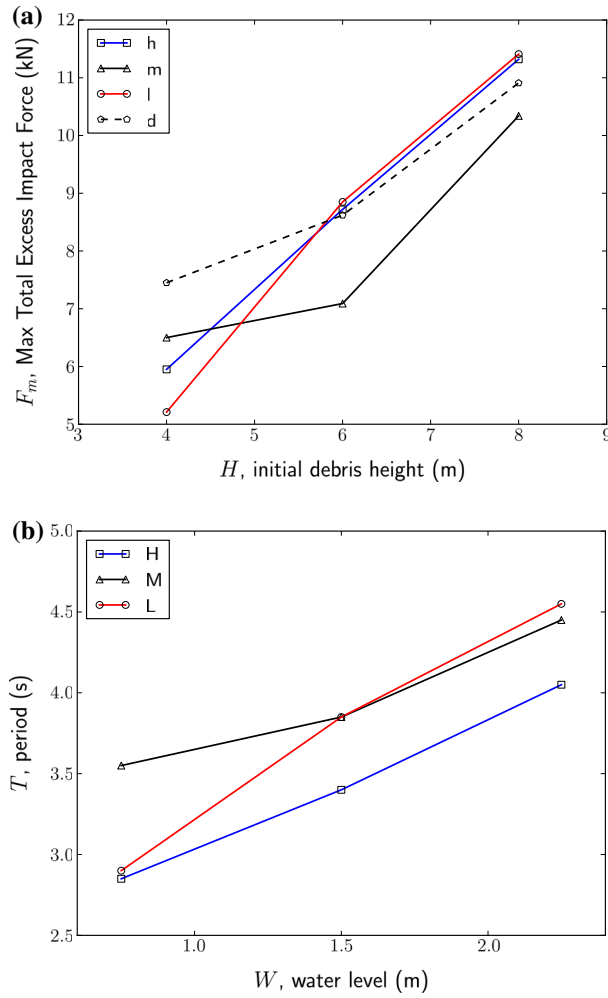 (a)
F_m, Max Total Excess Impact Force (kN)
12
11
10
9
8
7
6
5
h
m
l
d
3 4 5 6 7 8 9
H, initial debris height (m)
(b)
T, period (s)
5.0
4.5
4.0
3.5
3.0
2.5
H
M
L
1.0 1.5 2.0
W, water level (m)